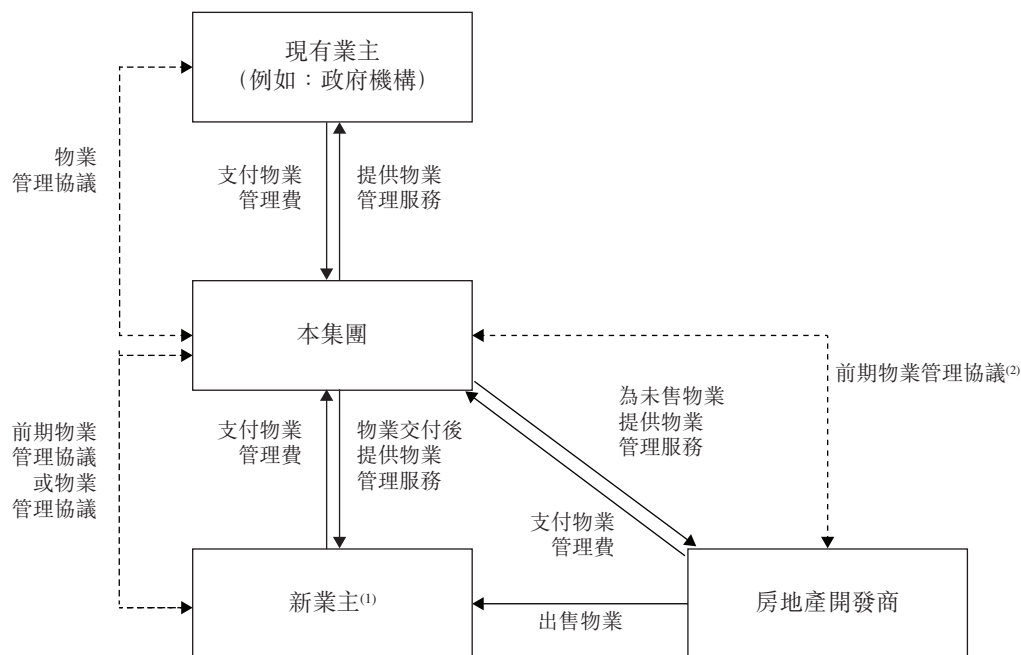 現有業主
(例如：政府機構)
物業
管理協議
支付物業
管理費
提供物業
管理服務
本集團
前期物業管理協議(2)
為未售物業
提供物業
管理服務
前期物業
管理協議
或物業
管理協議
支付物業
管理費
物業交付後
提供物業
管理服務
支付物業
管理費
新業主(1)
出售物業
房地產開發商